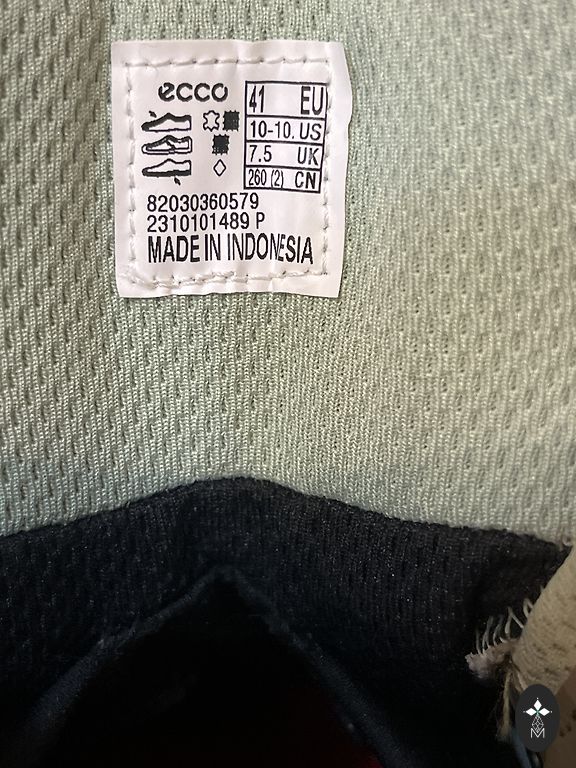 ecco
41 EU
10-10. US
7.5 UK
260 (2) CN
82030360579
2310101489 P
MADE IN INDONESIA
M